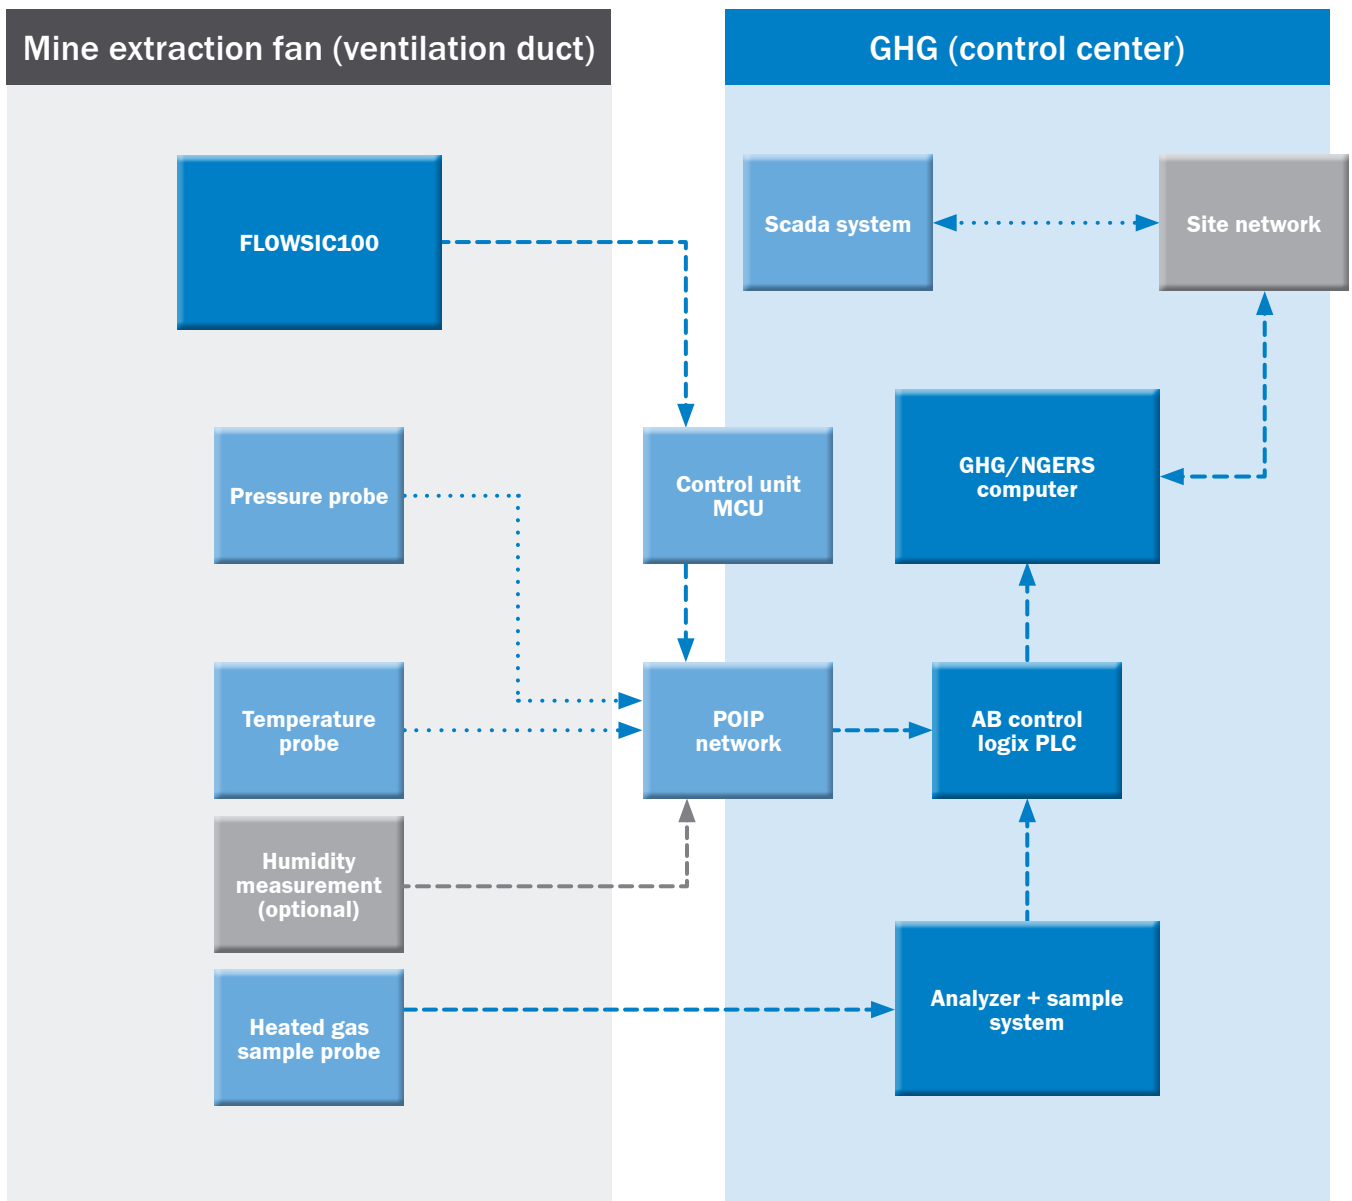 Mine extraction fan (ventilation duct)
GHG (control center)
FLOWSIC100
Scada system
Site network
Pressure probe
Control unit
MCU
GHG/NGERS
computer
Temperature
probe
POIP
network
AB control
logix PLC
Humidity
measurement
(optional)
Heated gas
sample probe
Analyzer + sample
system